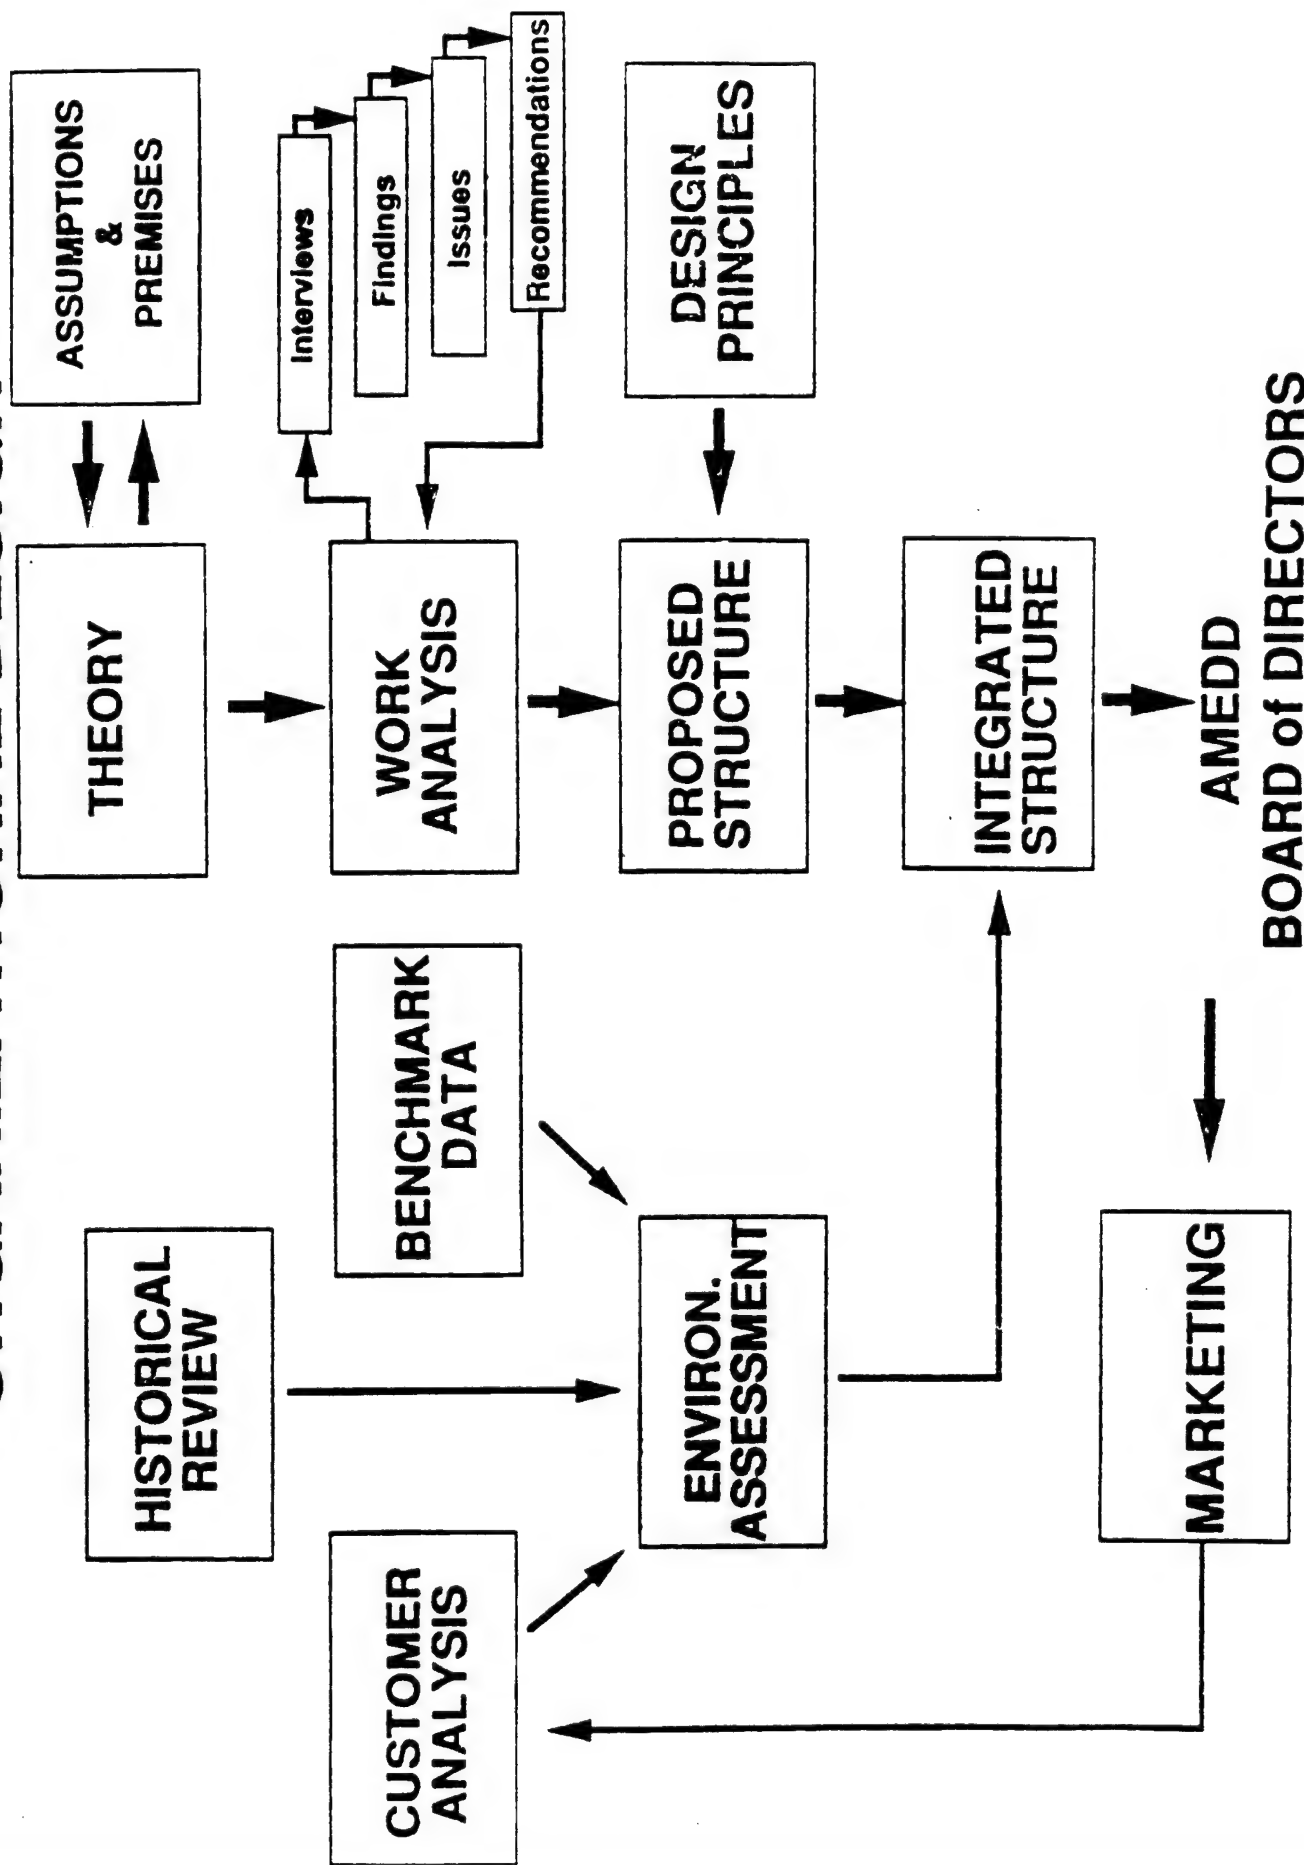 HISTORICAL
REVIEW
THEORY
ASSUMPTIONS
&
PREMISES
CUSTOMER
ANALYSIS
BENCHMARK
DATA
WORK
ANALYSIS
Interviews
Findings
Issues
Recommendations
ENVIRON.
ASSESSMENT
PROPOSED
STRUCTURE
DESIGN
PRINCIPLES
INTEGRATED
STRUCTURE
MARKETING
AMEDD
BOARD of DIRECTORS